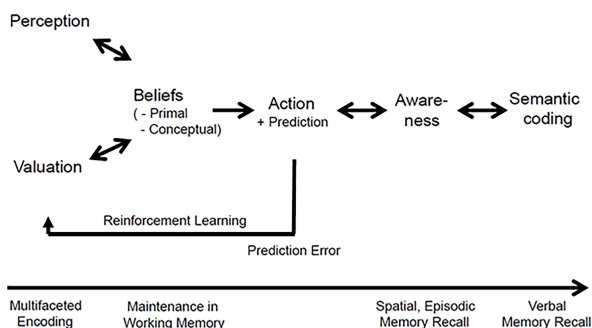 Perception
Beliefs
( - Primal
- Conceptual)
Action
+ Prediction
Aware-
ness
Semantic
coding
Valuation
Reinforcement Learning
Prediction Error
Multifaceted
Encoding
Maintenance in
Working Memory
Spatial, Episodic
Memory Recall
Verbal
Memory Recall